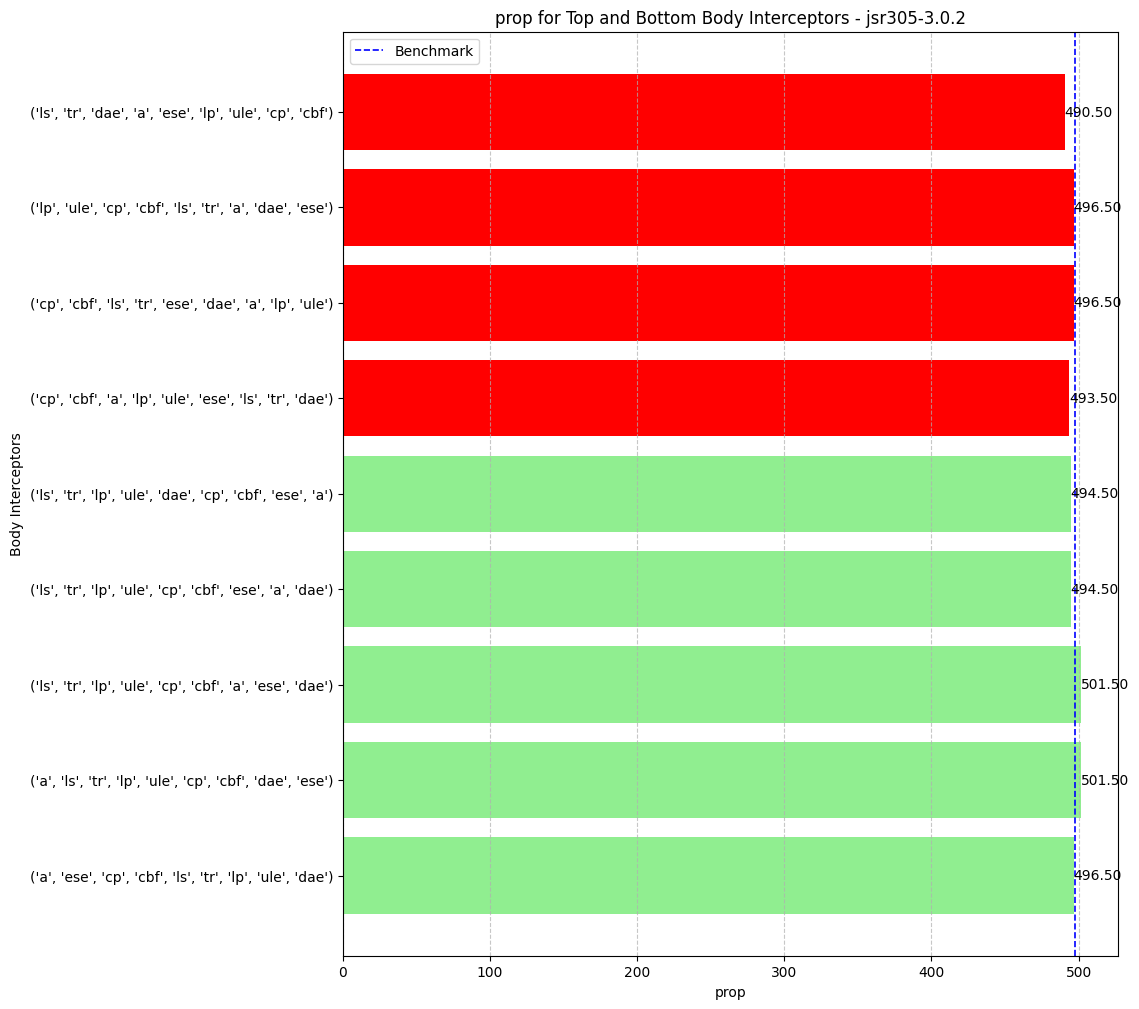 prop for Top and Bottom Body Interceptors - jsr305-3.0.2
Benchmark
('ls', 'tr', 'dae', 'a', 'ese', 'lp', 'ule', 'cp', 'cbf') 490.50
('lp', 'ule', 'cp', 'cbf', 'ls', 'tr', 'a', 'dae', 'ese') 496.50
('cp', 'cbf', 'ls', 'tr', 'ese', 'dae', 'a', 'lp', 'ule') 496.50
('cp', 'cbf', 'a', 'lp', 'ule', 'ese', 'ls', 'tr', 'dae') 493.50
('ls', 'tr', 'lp', 'ule', 'dae', 'cp', 'cbf', 'ese', 'a') 494.50
('ls', 'tr', 'lp', 'ule', 'cp', 'cbf', 'ese', 'a', 'dae') 494.50
('ls', 'tr', 'lp', 'ule', 'cp', 'cbf', 'a', 'ese', 'dae') 501.50
('a', 'ls', 'tr', 'lp', 'ule', 'cp', 'cbf', 'dae', 'ese') 501.50
('a', 'ese', 'cp', 'cbf', 'ls', 'tr', 'lp', 'ule', 'dae') 496.50
Body Interceptors
0 100 200 300 400 500
prop